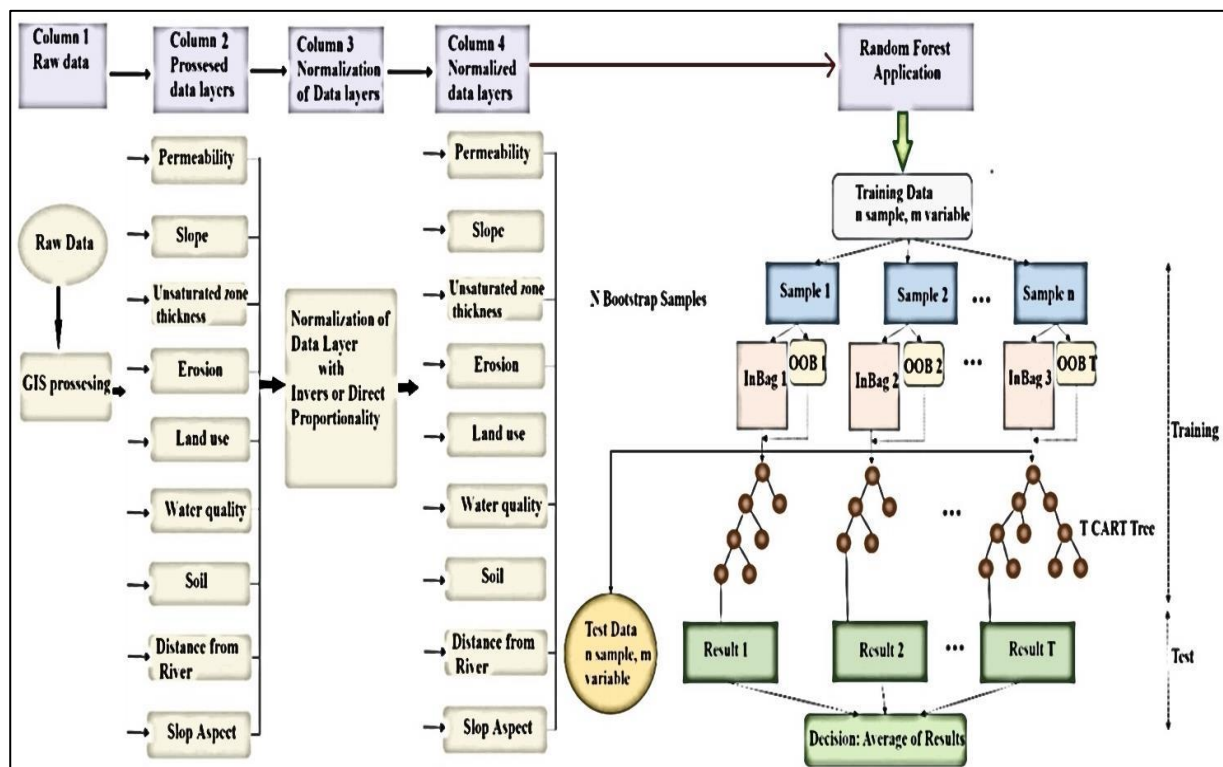 Column 1
Raw data
Column 2
Prossesed
data layers
Column 3
Normalization
of Data layers
Column 4
Normalized
data layers
Random Forest
Application
Raw Data
GIS prossesing
Permeability
Slope
Unsaturated zone
thickness
Erosion
Land use
Water quality
Soil
Distance from
River
Slop Aspect
Normalization of
Data Layer
with
Invers or Direct
Proportionality
Permeability
Slope
Unsaturated zone
thickness
Erosion
Land use
Water quality
Soil
Distance from
River
Slop Aspect
Training Data
n sample, m variable
N Bootstrap Samples
Sample 1
Sample 2
...
Sample n
InBag 1
OOB 1
InBag 2
OOB 2
...
InBag 3
OOB T
Training
...
T CART Tree
Test Data
n sample, m
variable
Result 1
Result 2
...
Result T
Test
Decision: Average of Results